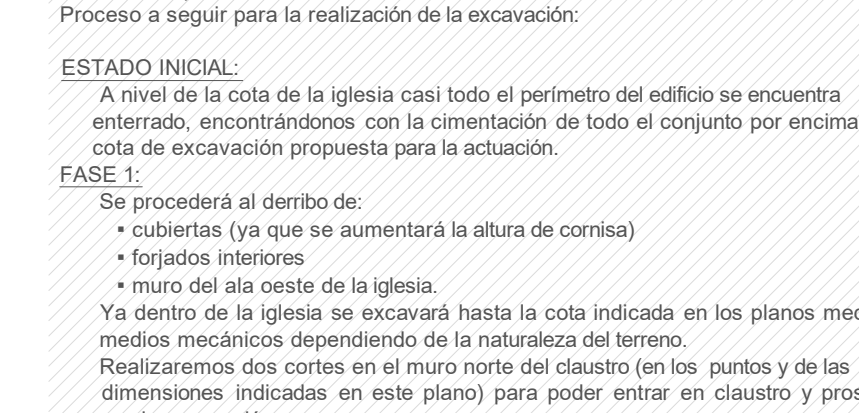 Proceso a seguir para la realización de la excavación:
ESTADO INICIAL:
A nivel de la cota de la iglesia casi todo el perímetro del edificio se encuentra
enterrado, encontrándonos con la cimentación de todo el conjunto por encima
cota de excavación propuesta para la actuación.
FASE 1:
Se procederá al derribo de:
▪ cubiertas (ya que se aumentará la altura de cornisa)
▪ forjados interiores
▪ muro del ala oeste de la iglesia.
Ya dentro de la iglesia se excavará hasta la cota indicada en los planos
medios mecánicos dependiendo de la naturaleza del terreno.
Realizaremos dos cortes en el muro norte del claustro (en los puntos y de las
dimensiones indicadas en este plano) para poder entrar en claustro y